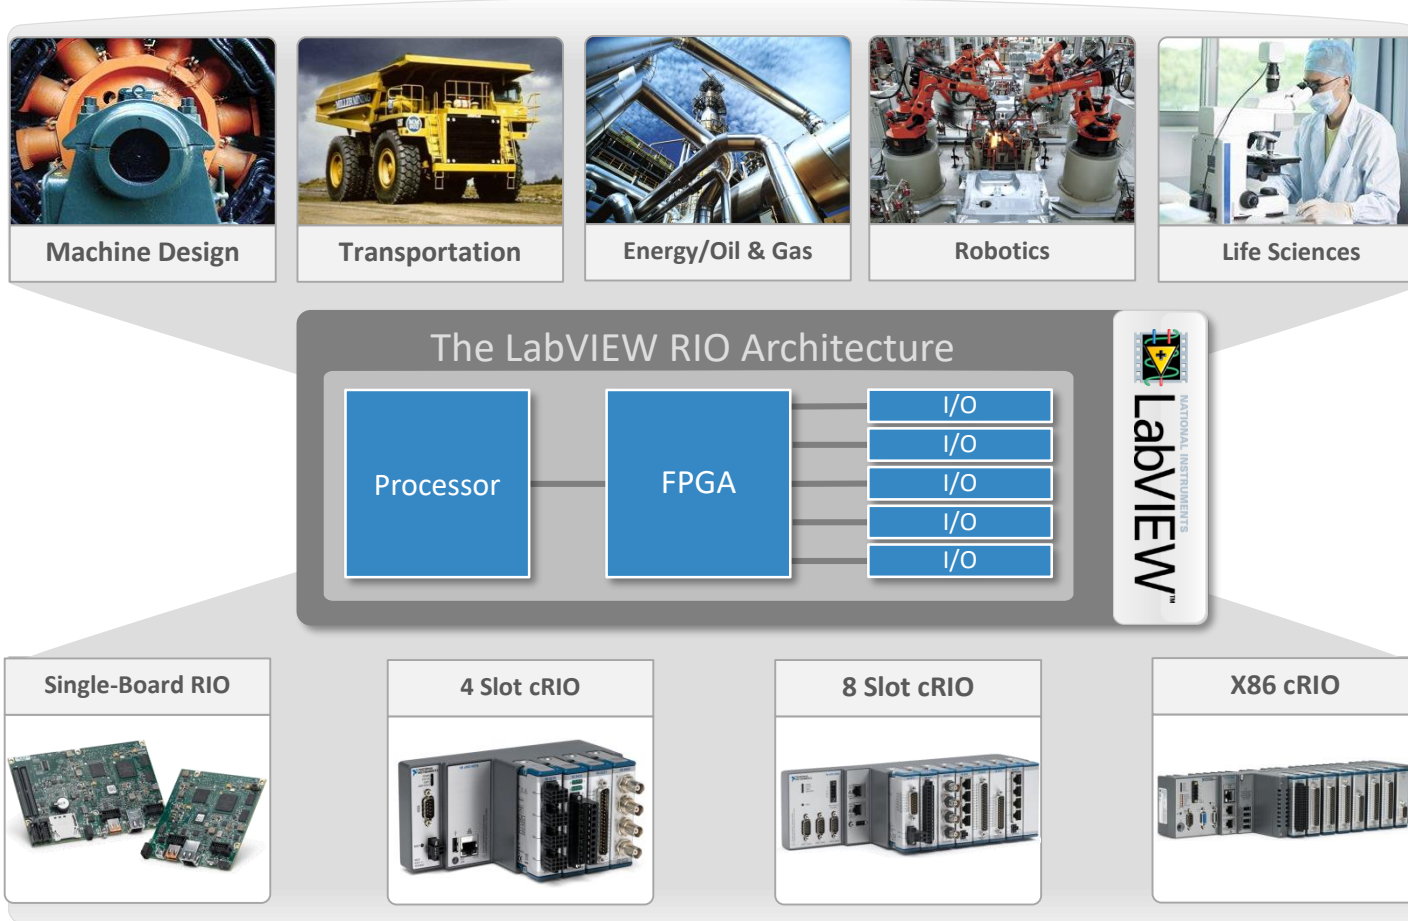 Machine Design
Transportation
Energy/Oil & Gas
Robotics
Life Sciences
The LabVIEW RIO Architecture
Processor
FPGA
I/O
I/O
I/O
I/O
I/O
NATIONAL INSTRUMENTS
LabVIEW™
Single-Board RIO
4 Slot cRIO
8 Slot cRIO
X86 cRIO